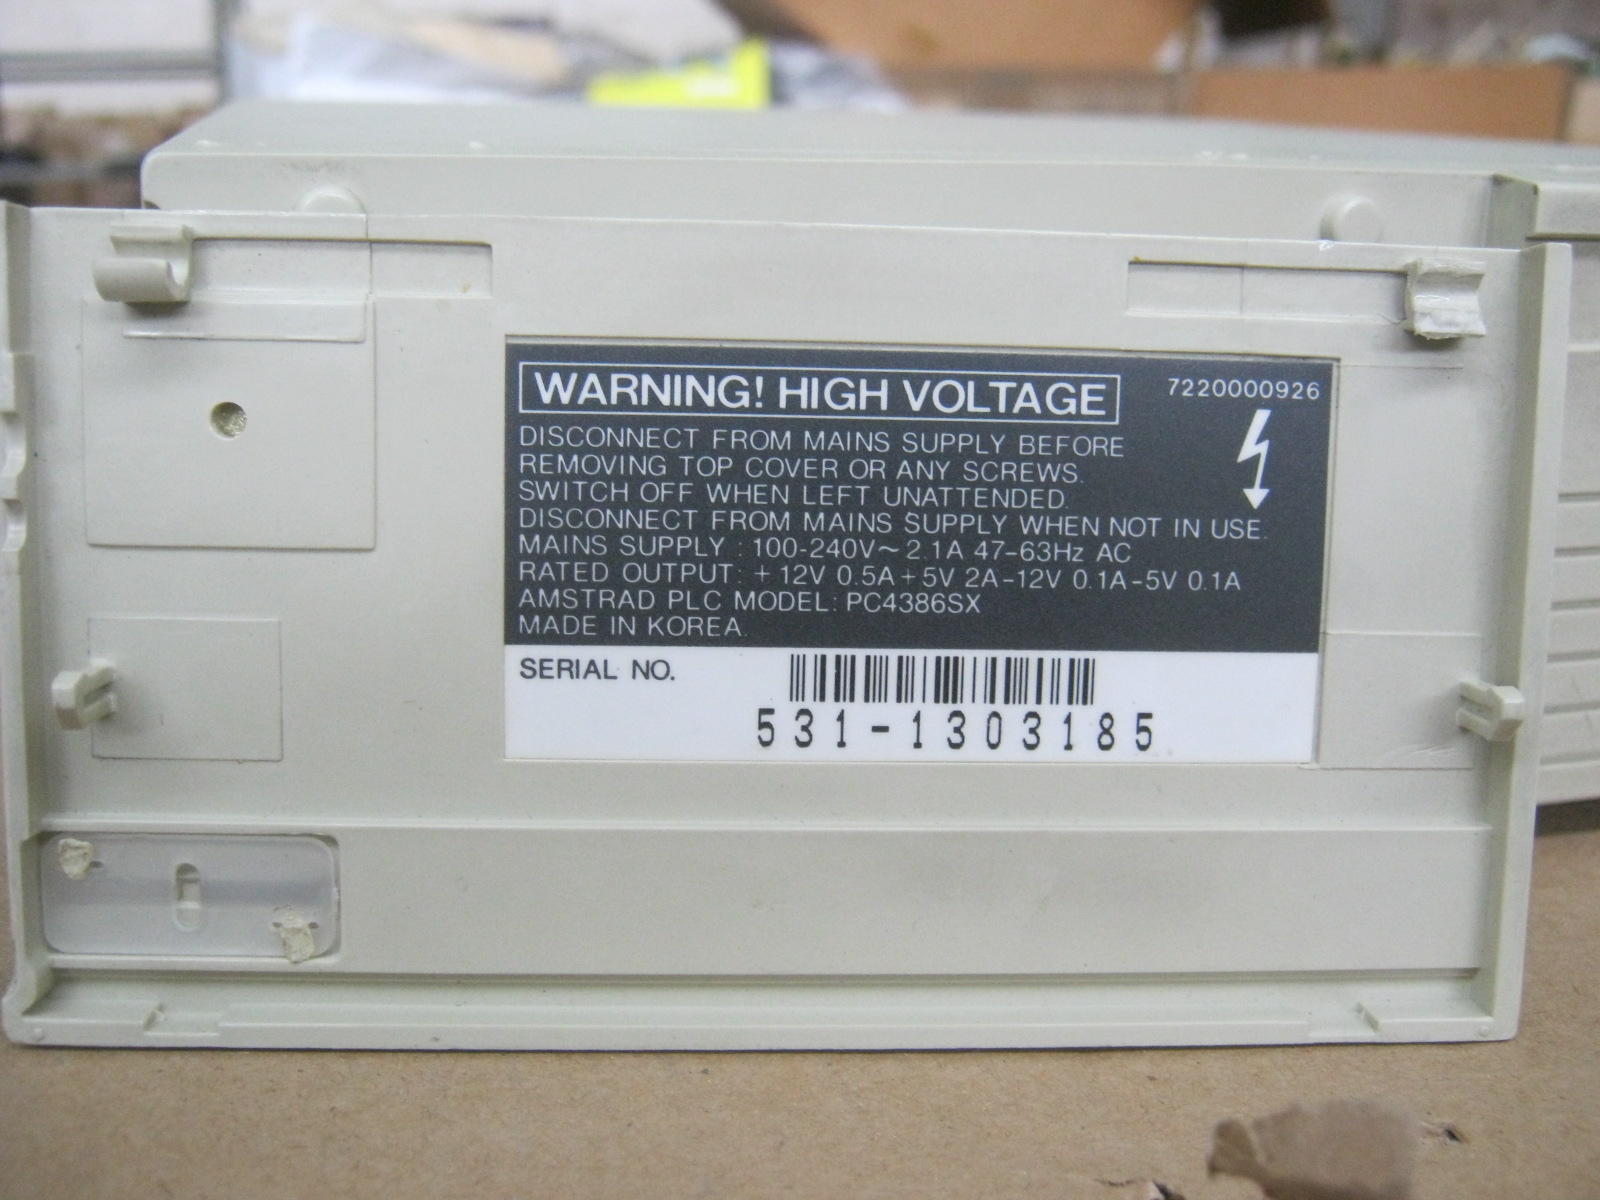 WARNING! HIGH VOLTAGE
7220000926
DISCONNECT FROM MAINS SUPPLY BEFORE
REMOVING TOP COVER OR ANY SCREWS.
SWITCH OFF WHEN LEFT UNATTENDED.
DISCONNECT FROM MAINS SUPPLY WHEN NOT IN USE.
MAINS SUPPLY : 100-240V~ 2.1A 47-63Hz AC
RATED OUTPUT: +12V 0.5A+5V 2A-12V 0.1A-5V 0.1A
AMSTRAD PLC MODEL: PC4386SX
MADE IN KOREA.
SERIAL NO.
531-1303185